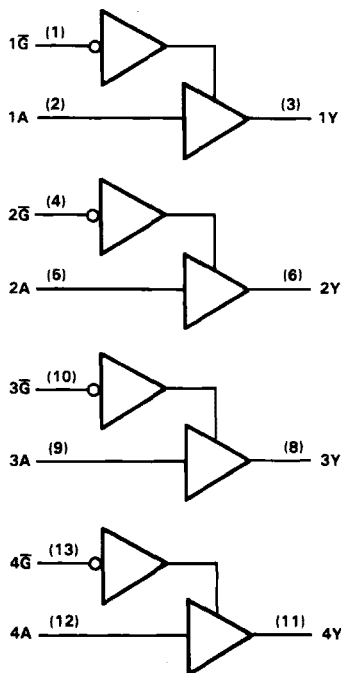 1G̅ (1)
1A (2) (3) 1Y
2G̅ (4)
2A (5) (6) 2Y
3G̅ (10)
3A (9) (8) 3Y
4G̅ (13)
4A (12) (11) 4Y